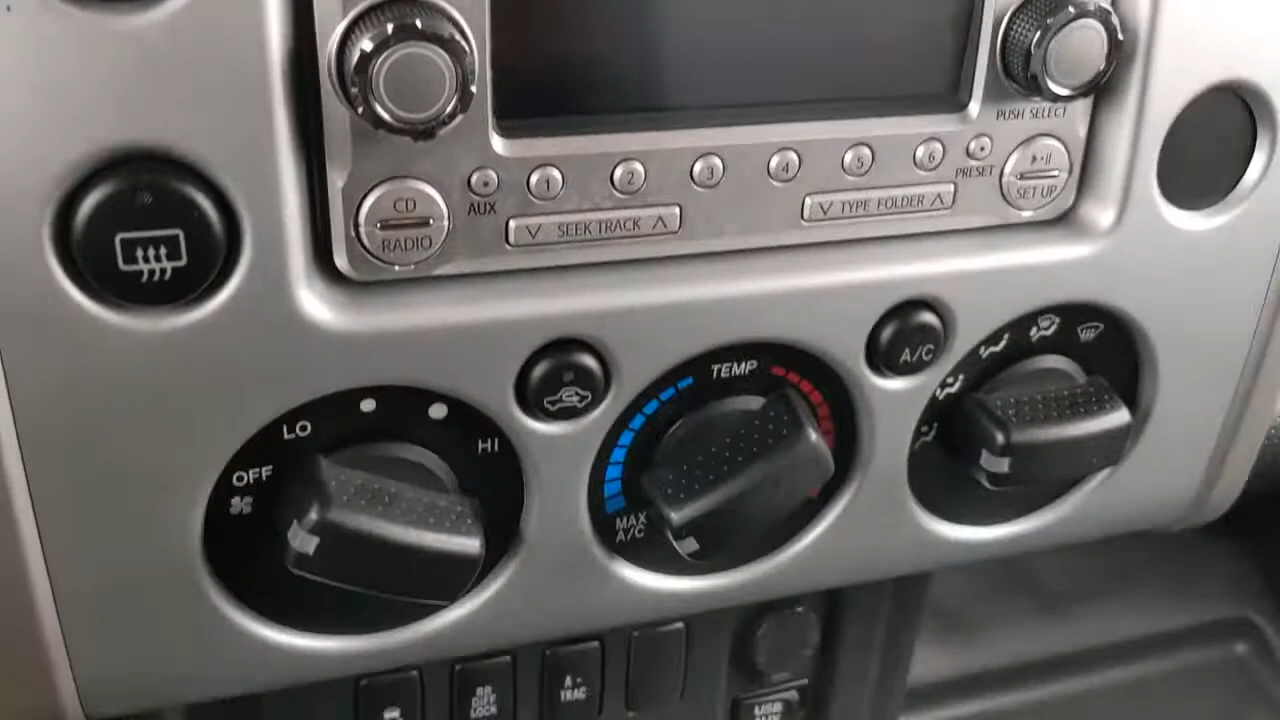 PUSH SELECT
1 2 3 4 5 6
PRESET
AUX
CD
RADIO
SEEK TRACK
TYPE FOLDER
SET UP
TEMP
A/C
LO
HI
OFF
MAX
A/C
RR
DIFF
LOCK
A-
TRAC
USB